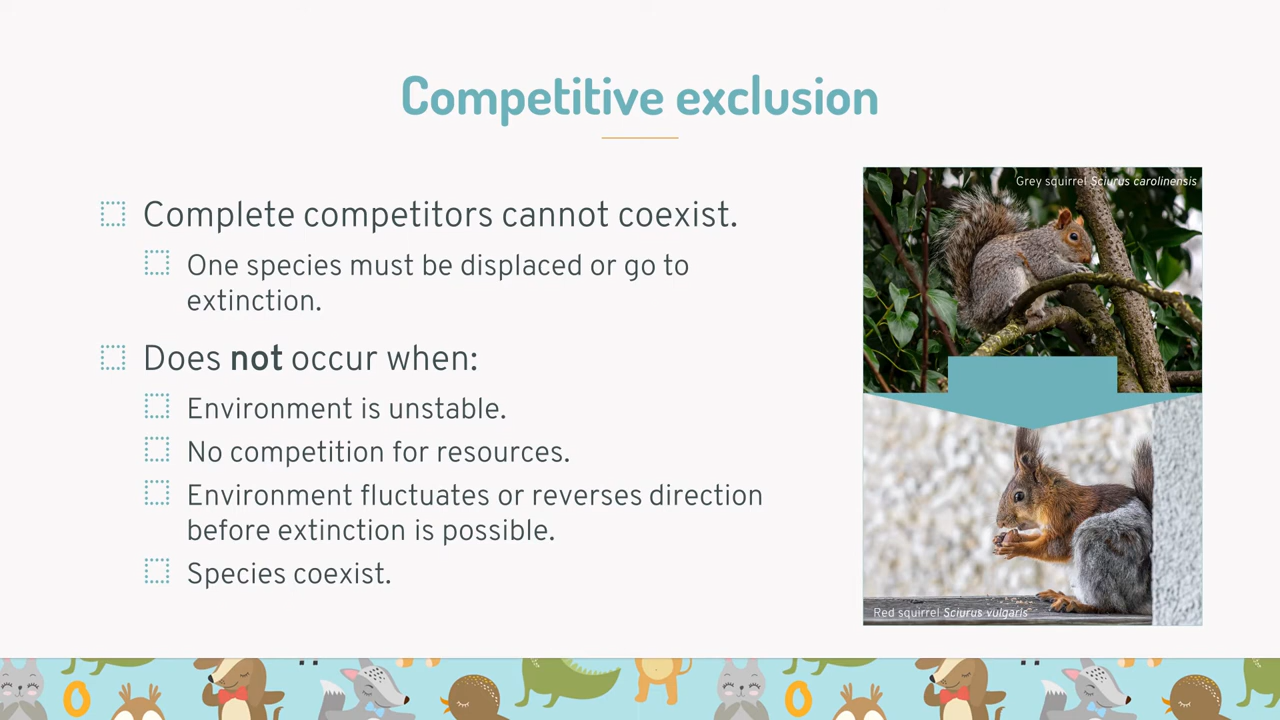 Competitive exclusion
Complete competitors cannot coexist.
One species must be displaced or go to
extinction.
Does not occur when:
Environment is unstable.
No competition for resources.
Environment fluctuates or reverses direction
before extinction is possible.
Species coexist.
Grey squirrel Sciurus carolinensis
Red squirrel Sciurus vulgaris